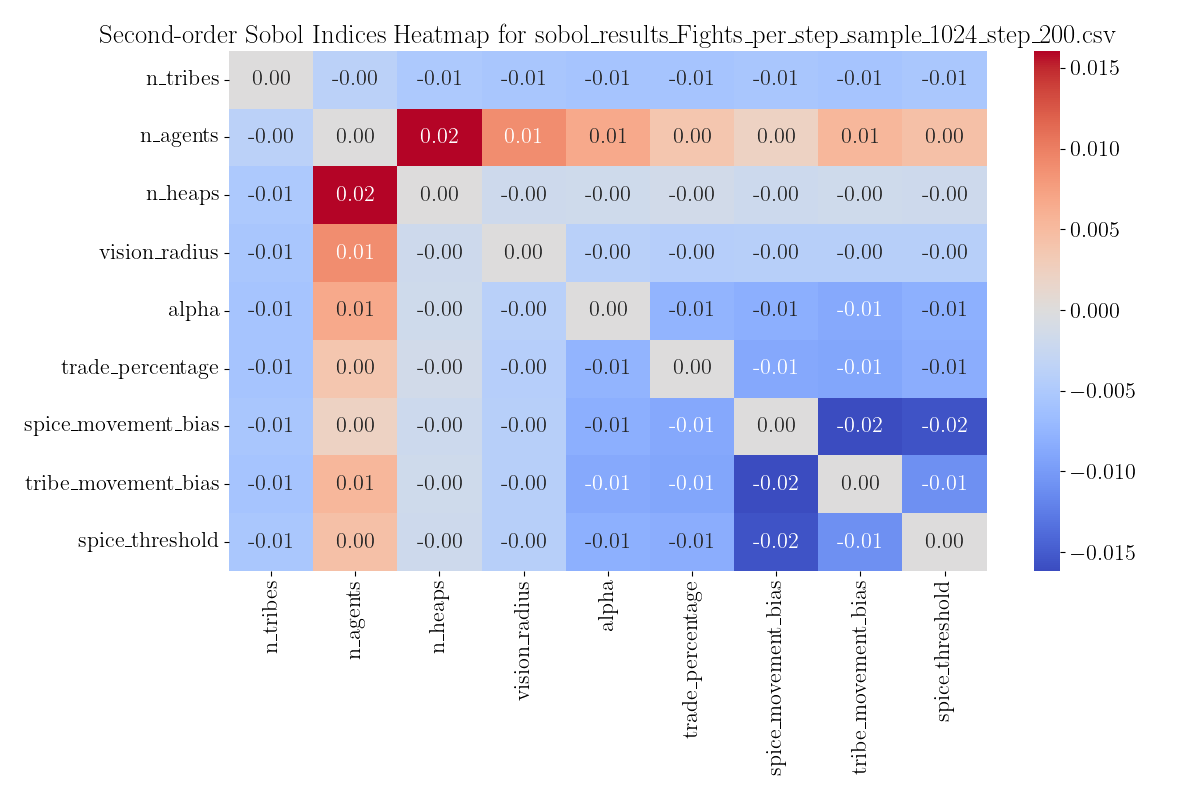 Second-order Sobol Indices Heatmap for sobol_results_Fights_per_step_sample_1024_step_200.csv
n_tribes 0.00 -0.00 -0.01 -0.01 -0.01 -0.01 -0.01 -0.01 -0.01
n_agents -0.00 0.00 0.02 0.01 0.01 0.00 0.00 0.01 0.00
n_heaps -0.01 0.02 0.00 -0.00 -0.00 -0.00 -0.00 -0.00 -0.00
vision_radius -0.01 0.01 -0.00 0.00 -0.00 -0.00 -0.00 -0.00 -0.00
alpha -0.01 0.01 -0.00 -0.00 0.00 -0.01 -0.01 -0.01 -0.01
trade_percentage -0.01 0.00 -0.00 -0.00 -0.01 0.00 -0.01 -0.01 -0.01
spice_movement_bias -0.01 0.00 -0.00 -0.00 -0.01 -0.01 0.00 -0.02 -0.02
tribe_movement_bias -0.01 0.01 -0.00 -0.00 -0.01 -0.01 -0.02 0.00 -0.01
spice_threshold -0.01 0.00 -0.00 -0.00 -0.01 -0.01 -0.02 -0.01 0.00
n_tribes
n_agents
n_heaps
vision_radius
alpha
trade_percentage
spice_movement_bias
tribe_movement_bias
spice_threshold
0.015
0.010
0.005
0.000
−0.005
−0.010
−0.015